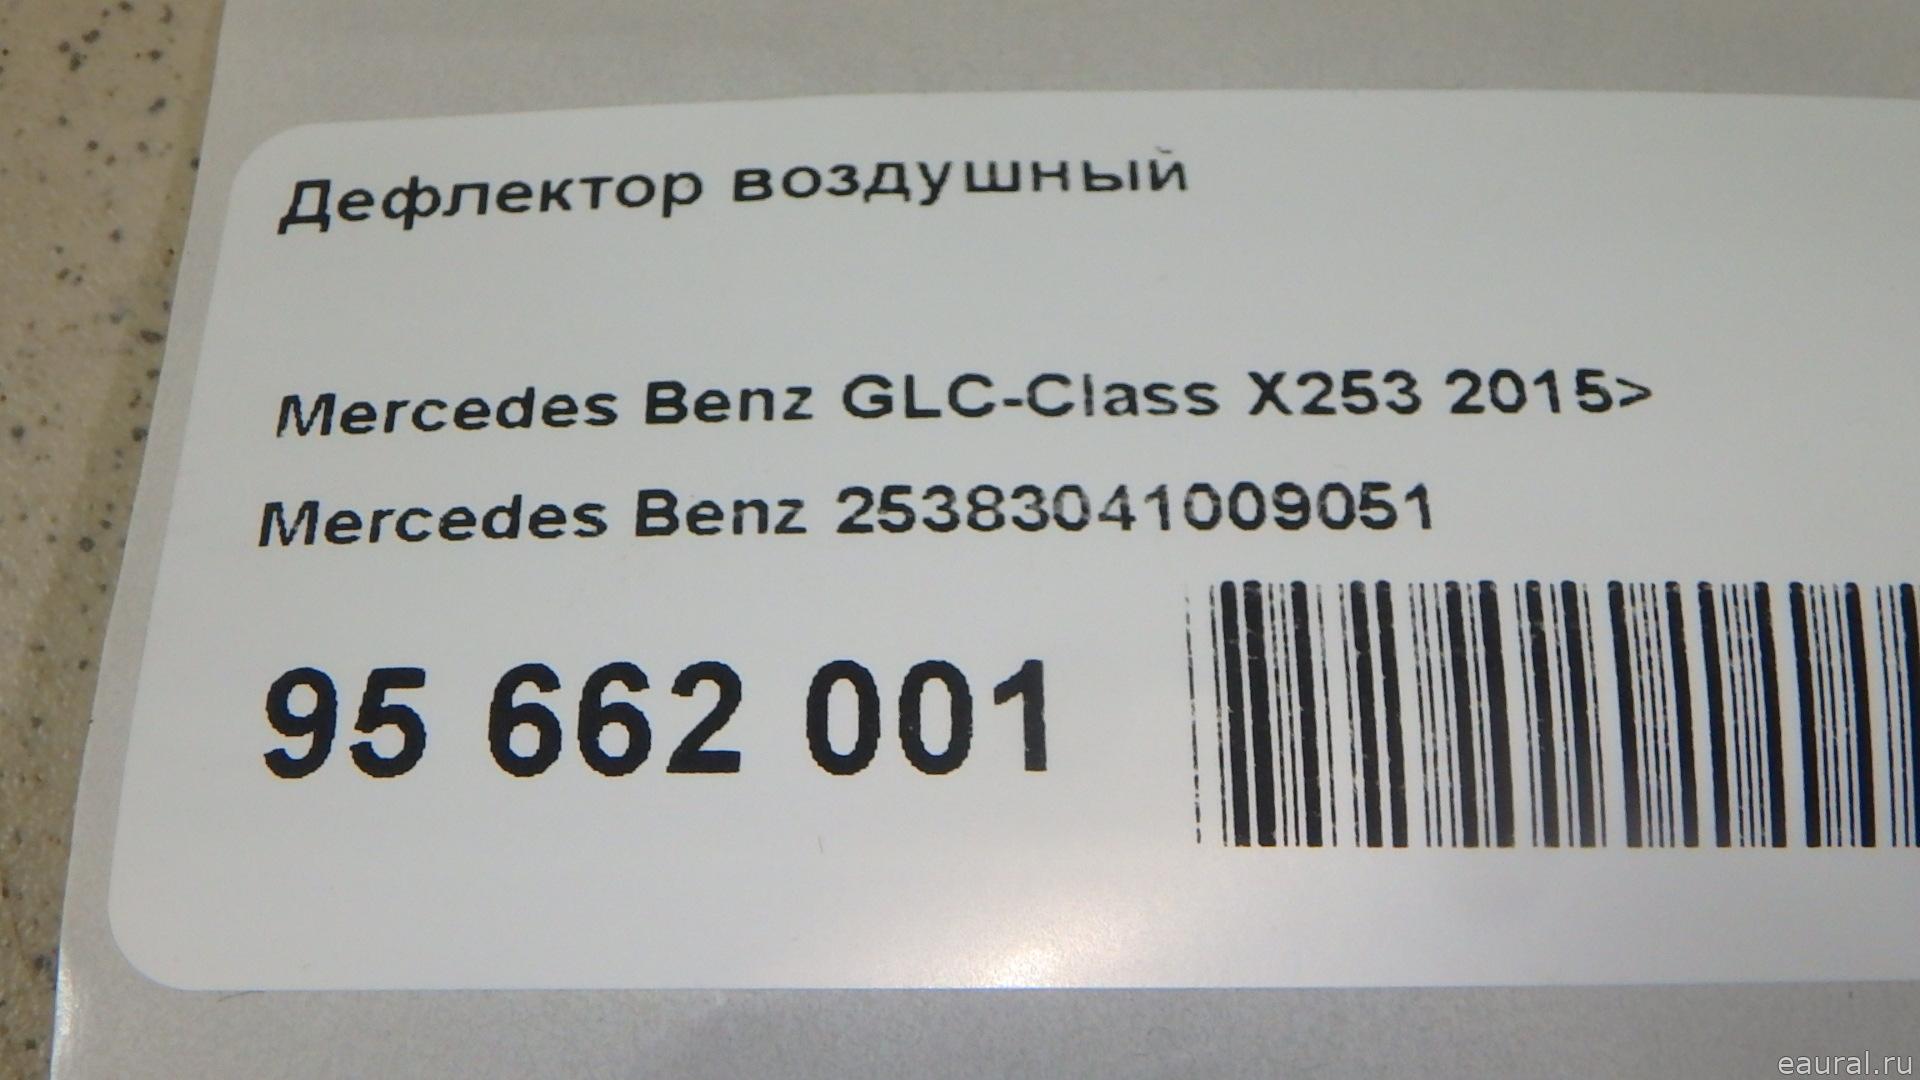 Дефлектор воздушный
Mercedes Benz GLC-Class X253 2015>
Mercedes Benz 25383041009051
95 662 001
eaural.ru